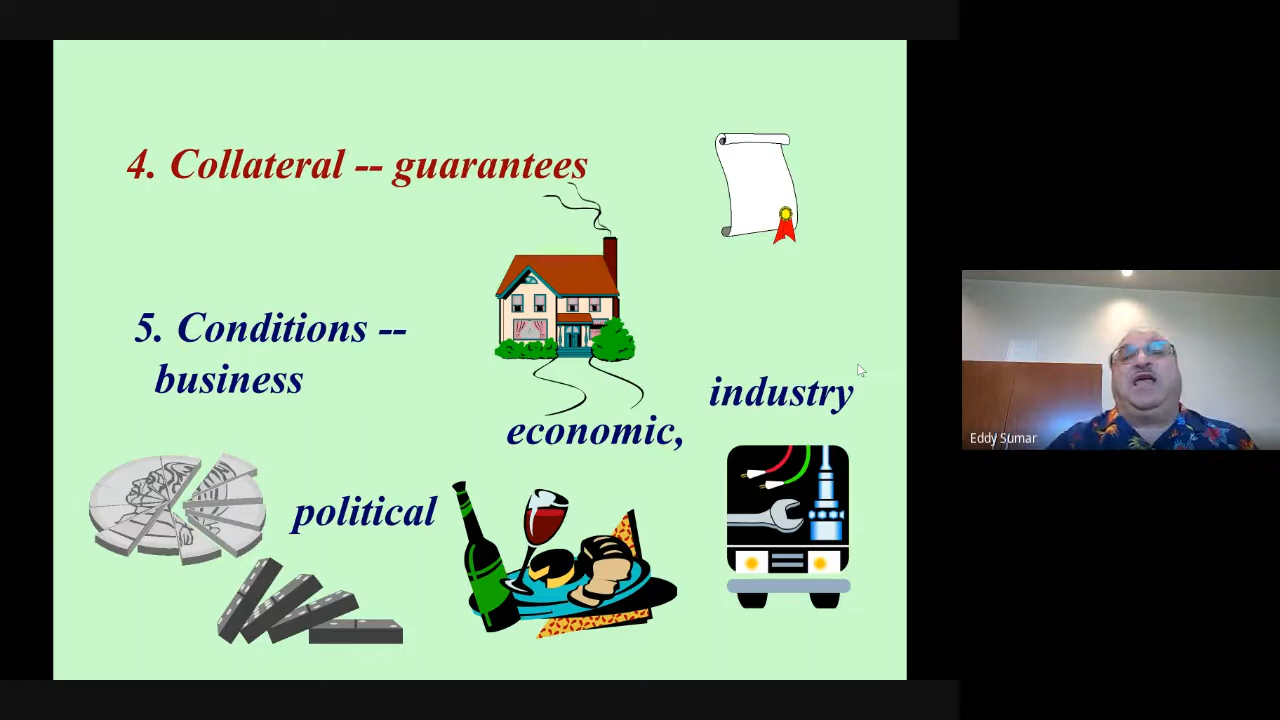 4. Collateral -- guarantees
5. Conditions --
business
industry
economic,
political
Eddy Sumar